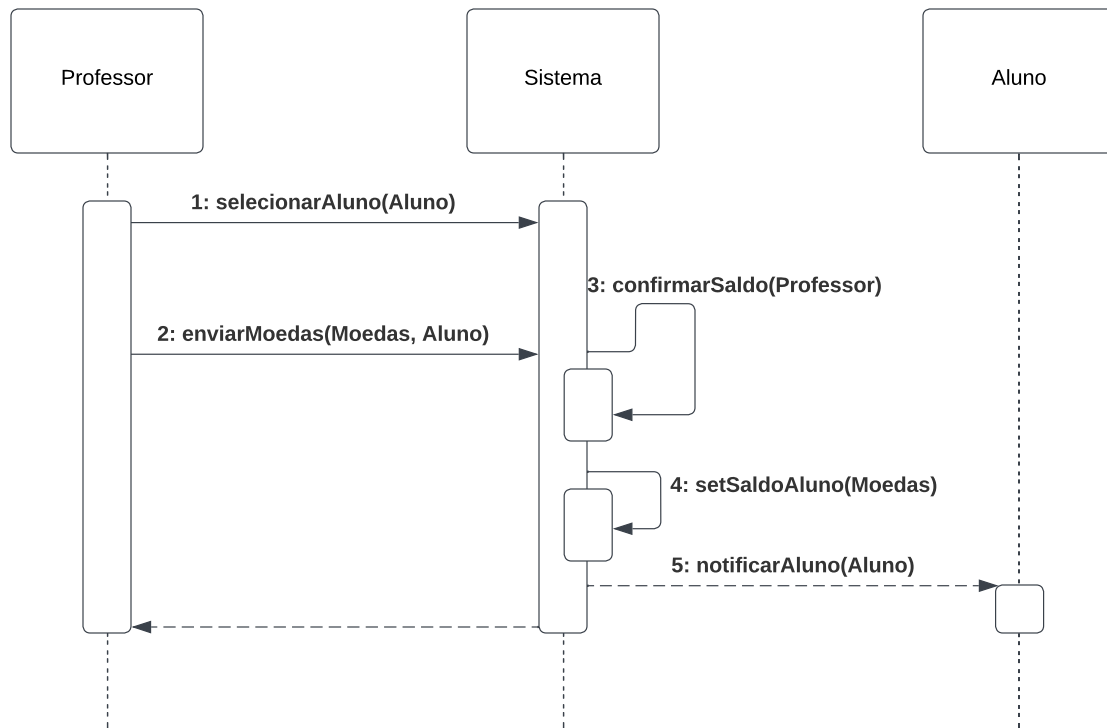 Professor
Sistema
Aluno
1: selecionarAluno(Aluno)
3: confirmarSaldo(Professor)
2: enviarMoedas(Moedas, Aluno)
4: setSaldoAluno(Moedas)
5: notificarAluno(Aluno)